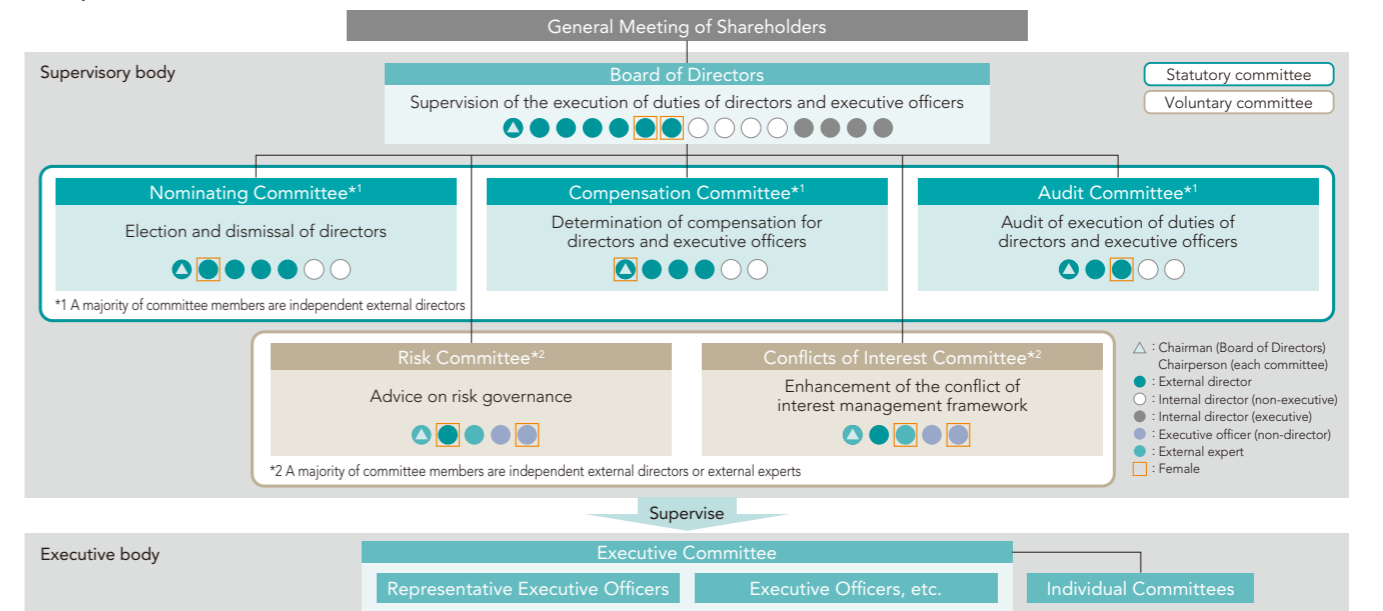 General Meeting of Shareholders
Supervisory body
Board of Directors
Supervision of the execution of duties of directors and executive officers
Statutory committee
Voluntary committee
Nominating Committee*1
Election and dismissal of directors
Compensation Committee*1
Determination of compensation for
directors and executive officers
Audit Committee*1
Audit of execution of duties of
directors and executive officers
*1 A majority of committee members are independent external directors
Risk Committee*2
Advice on risk governance
Conflicts of Interest Committee*2
Enhancement of the conflict of
interest management framework
*2 A majority of committee members are independent external directors or external experts
: Chairman (Board of Directors)
Chairperson (each committee)
: External director
: Internal director (non-executive)
: Internal director (executive)
: Executive officer (non-director)
: External expert
: Female
Supervise
Executive body
Executive Committee
Representative Executive Officers
Executive Officers, etc.
Individual Committees